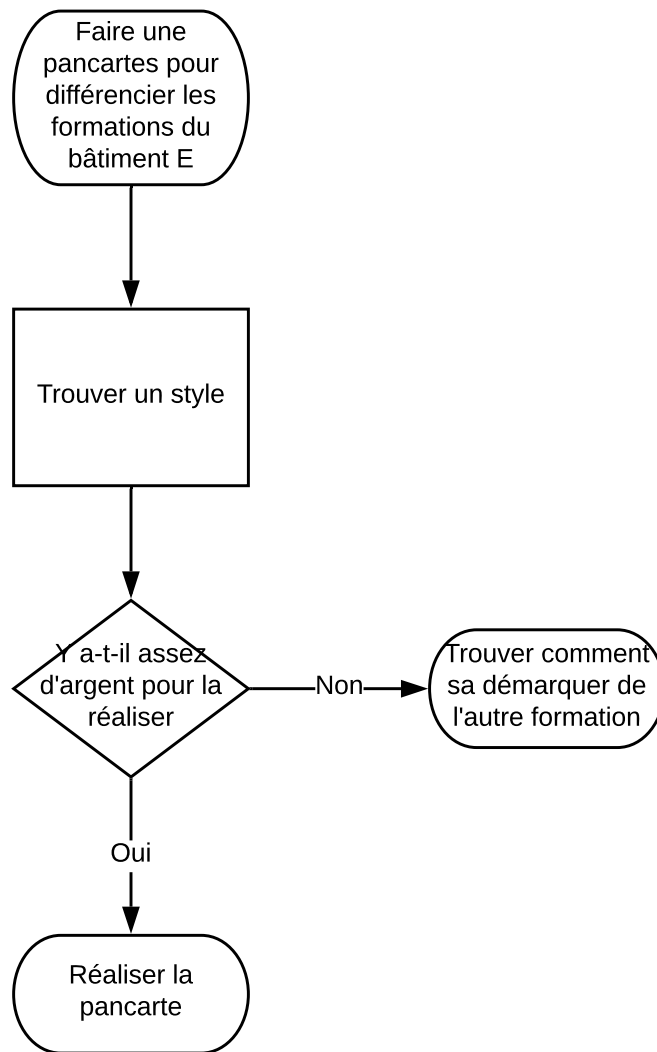 Faire une
pancartes pour
différencier les
formations du
bâtiment E
Trouver un style
Y a-t-il assez
d'argent pour la
réaliser
Non
Trouver comment
sa démarquer de
l'autre formation
Oui
Réaliser la
pancarte